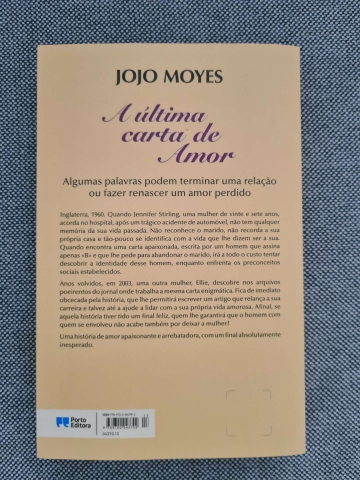 JOJO MOYES
A última
carta de
Amor
Algumas palavras podem terminar uma relação
ou fazer renascer um amor perdido
Inglaterra, 1960. Quando Jennifer Stirling, uma mulher de vinte e sete anos,
acorda no hospital, após um trágico acidente de automóvel, não tem qualquer
memória da sua vida passada. Não reconhece o marido, não recorda a sua
própria casa e tão-pouco se identifica com a vida que lhe dizem ser a sua.
Quando encontra uma carta apaixonada, escrita por um homem que assina
apenas «B» e que lhe pede para abandonar o marido, irá a todo o custo tentar
descobrir a identidade desse homem, enquanto enfrenta os preconceitos
sociais estabelecidos.
Anos volvidos, em 2003, uma outra mulher, Ellie, descobre nos arquivos
poeirentos do jornal onde trabalha a mesma carta enigmática. Fica de imediato
obcecada pela história, que lhe permitirá escrever um artigo que relança a sua
carreira e talvez até a ajude a lidar com a sua própria vida amorosa. Afinal, se
aquela história tiver tido um final feliz, quem lhe garantirá que o homem com
quem se envolveu não acabe também por deixar a mulher?
Uma história de amor apaixonante e arrebatadora, com um final absolutamente
inesperado.
Porto
Editora